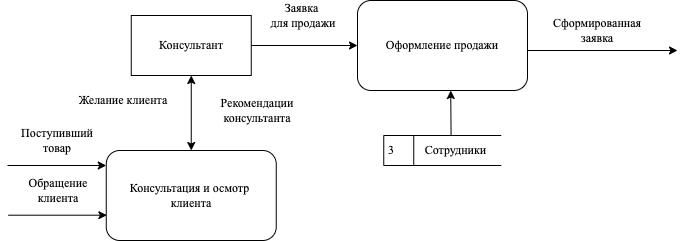 Заявка
для продажи
Сформированная
заявка
Консультант
Оформление продажи
Желание клиента
Рекомендации
консультанта
Поступивший
товар
3
Сотрудники
Обращение
клиента
Консультация и осмотр
клиента